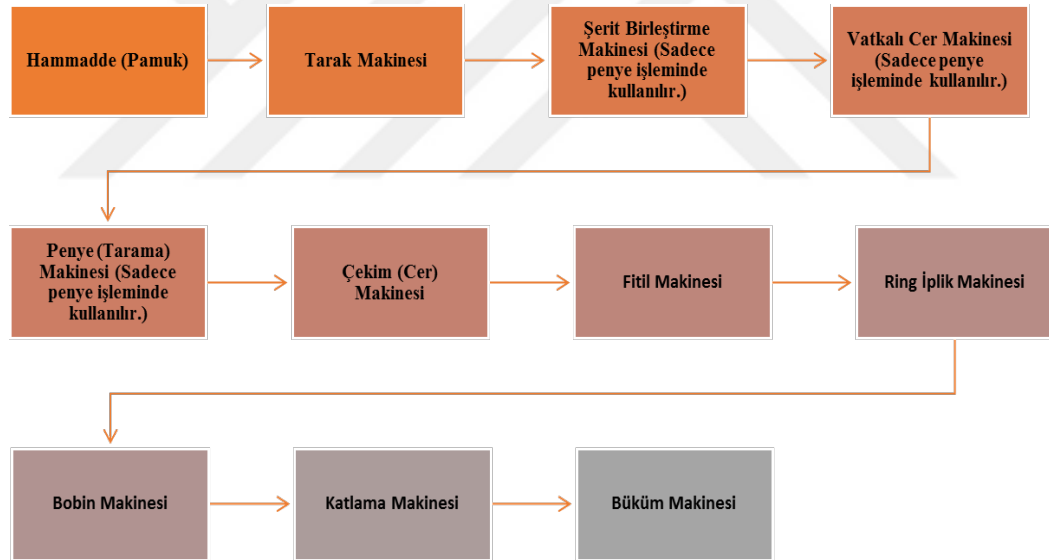 Hammadde (Pamuk)
Tarak Makinesi
Şerit Birleştirme
Makinesi (Sadece
penye işleminde
kullanılır.)
Vatkalı Cer Makinesi
(Sadece penye
işleminde kullanılır.)
Penye (Tarama)
Makinesi (Sadece
penye işleminde
kullanılır.)
Çekim (Cer)
Makinesi
Fitil Makinesi
Ring İplik Makinesi
Bobin Makinesi
Katlama Makinesi
Büküm Makinesi